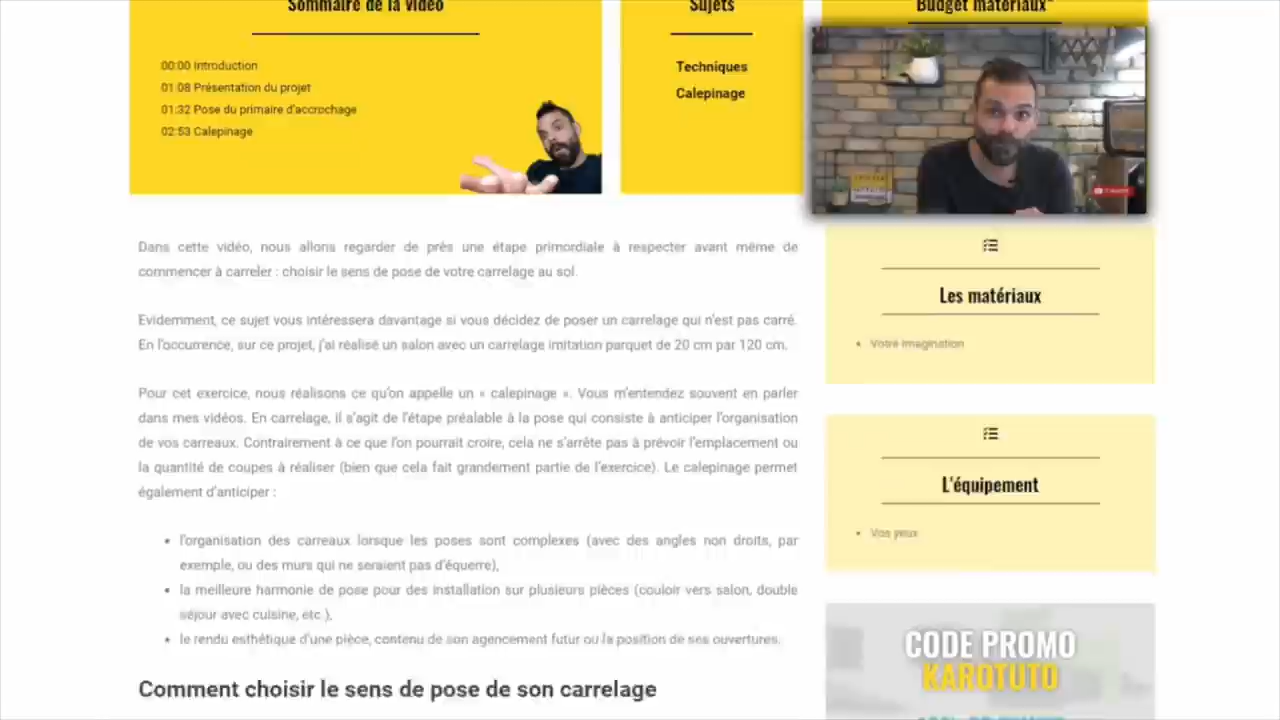 Sommaire de la vidéo
00:00 Introduction
01:08 Présentation du projet
01:32 Pose du primaire d'accrochage
02:53 Calepinage
Sujets
Techniques
Calepinage
Budget matériaux*
Dans cette vidéo, nous allons regarder de près une étape primordiale à respecter avant même de
commencer à carreler : choisir le sens de pose de votre carrelage au sol.
Evidemment, ce sujet vous intéressera davantage si vous décidez de poser un carrelage qui n'est pas carré.
En l'occurrence, sur ce projet, j'ai réalisé un salon avec un carrelage imitation parquet de 20 cm par 120 cm.
Pour cet exercice, nous réalisons ce qu'on appelle un « calepinage ». Vous m'entendez souvent en parler
dans mes vidéos. En carrelage, il s'agit de l'étape préalable à la pose qui consiste à anticiper l'organisation
de vos carreaux. Contrairement à ce que l'on pourrait croire, cela ne s'arrête pas à prévoir l'emplacement ou
la quantité de coupes à réaliser (bien que cela fait grandement partie de l'exercice). Le calepinage permet
également d'anticiper :
• l'organisation des carreaux lorsque les poses sont complexes (avec des angles non droits, par
exemple, ou des murs qui ne seraient pas d'équerre),
• la meilleure harmonie de pose pour des installation sur plusieurs pièces (couloir vers salon, double
séjour avec cuisine, etc.),
• le rendu esthétique d'une pièce, contenu de son agencement futur ou la position de ses ouvertures.
Comment choisir le sens de pose de son carrelage
Les matériaux
• Votre imagination
L'équipement
• Vos yeux
CODE PROMO
KAROTUTO